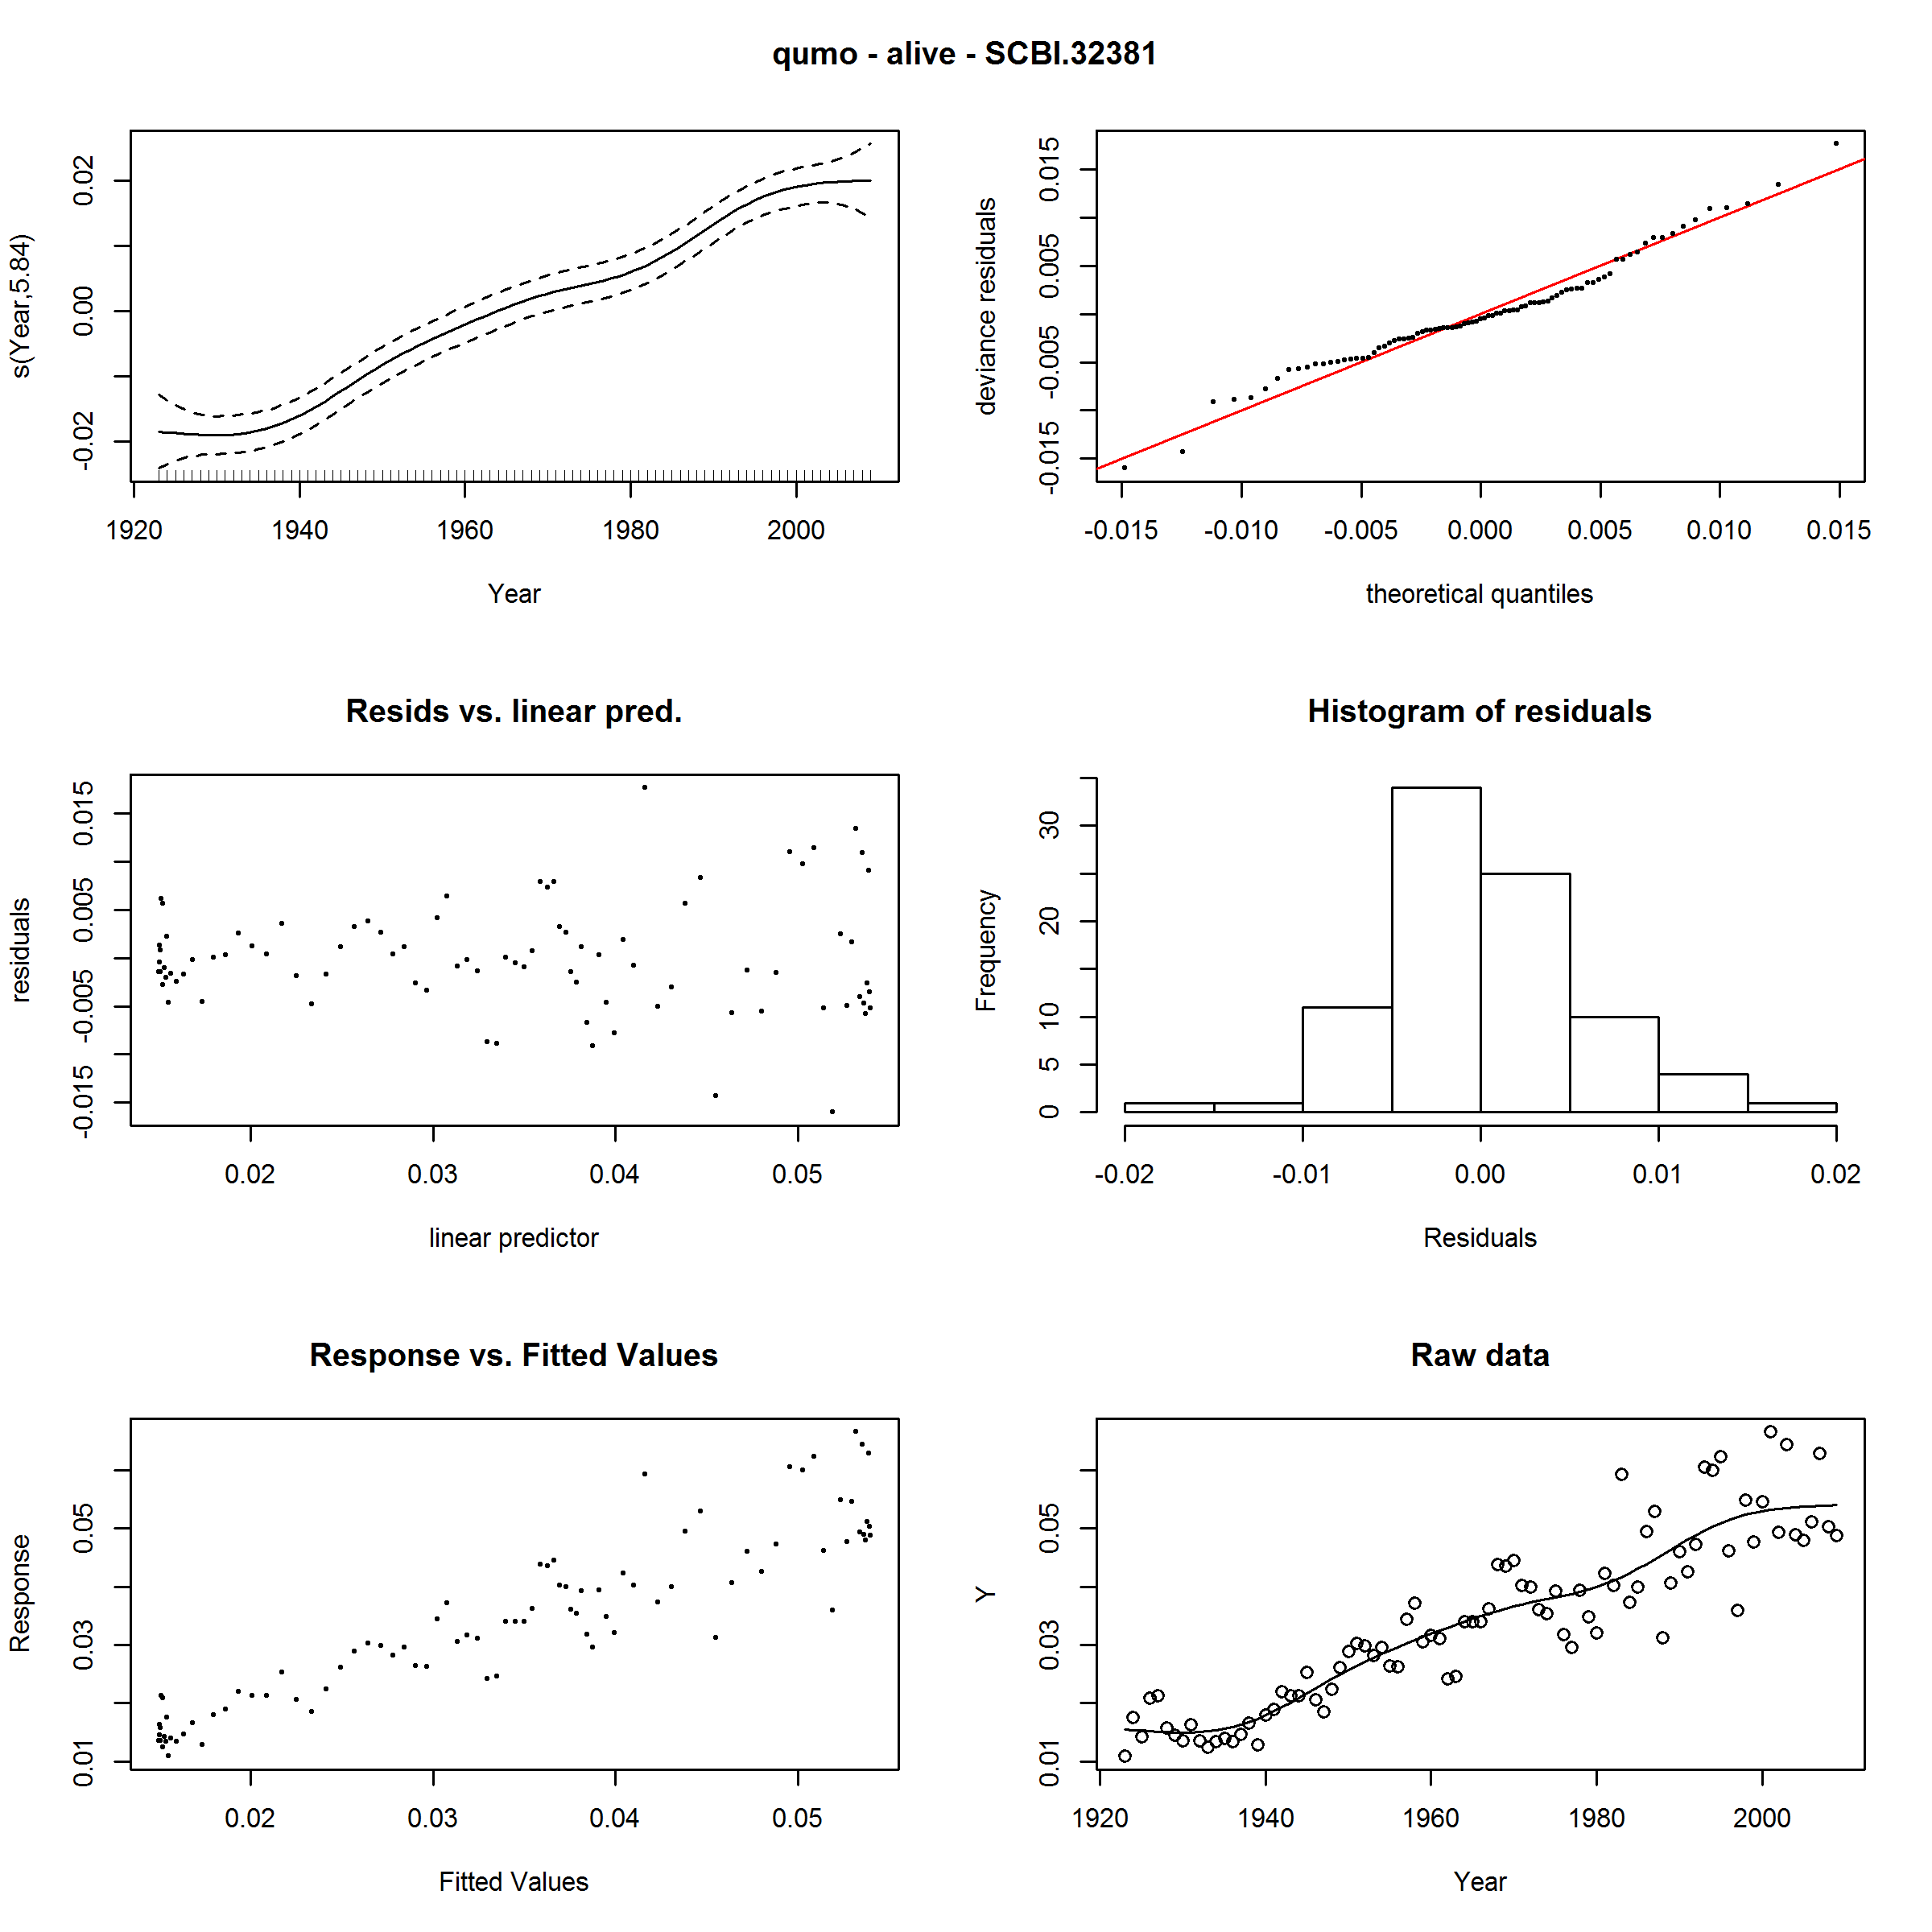 qumo - alive - SCBI.32381
s(Year,5.84)
-0.02 0.00 0.02
1920 1940 1960 1980 2000
Year
deviance residuals
-0.015 -0.005 0.005 0.015
-0.015 -0.010 -0.005 0.000 0.005 0.010 0.015
theoretical quantiles
Resids vs. linear pred.
residuals
-0.015 -0.005 0.005 0.015
0.02 0.03 0.04 0.05
linear predictor
Histogram of residuals
Frequency
0 5 10 20 30
-0.02 -0.01 0.00 0.01 0.02
Residuals
Response vs. Fitted Values
Response
0.01 0.03 0.05
0.02 0.03 0.04 0.05
Fitted Values
Raw data
Y
0.01 0.03 0.05
1920 1940 1960 1980 2000
Year